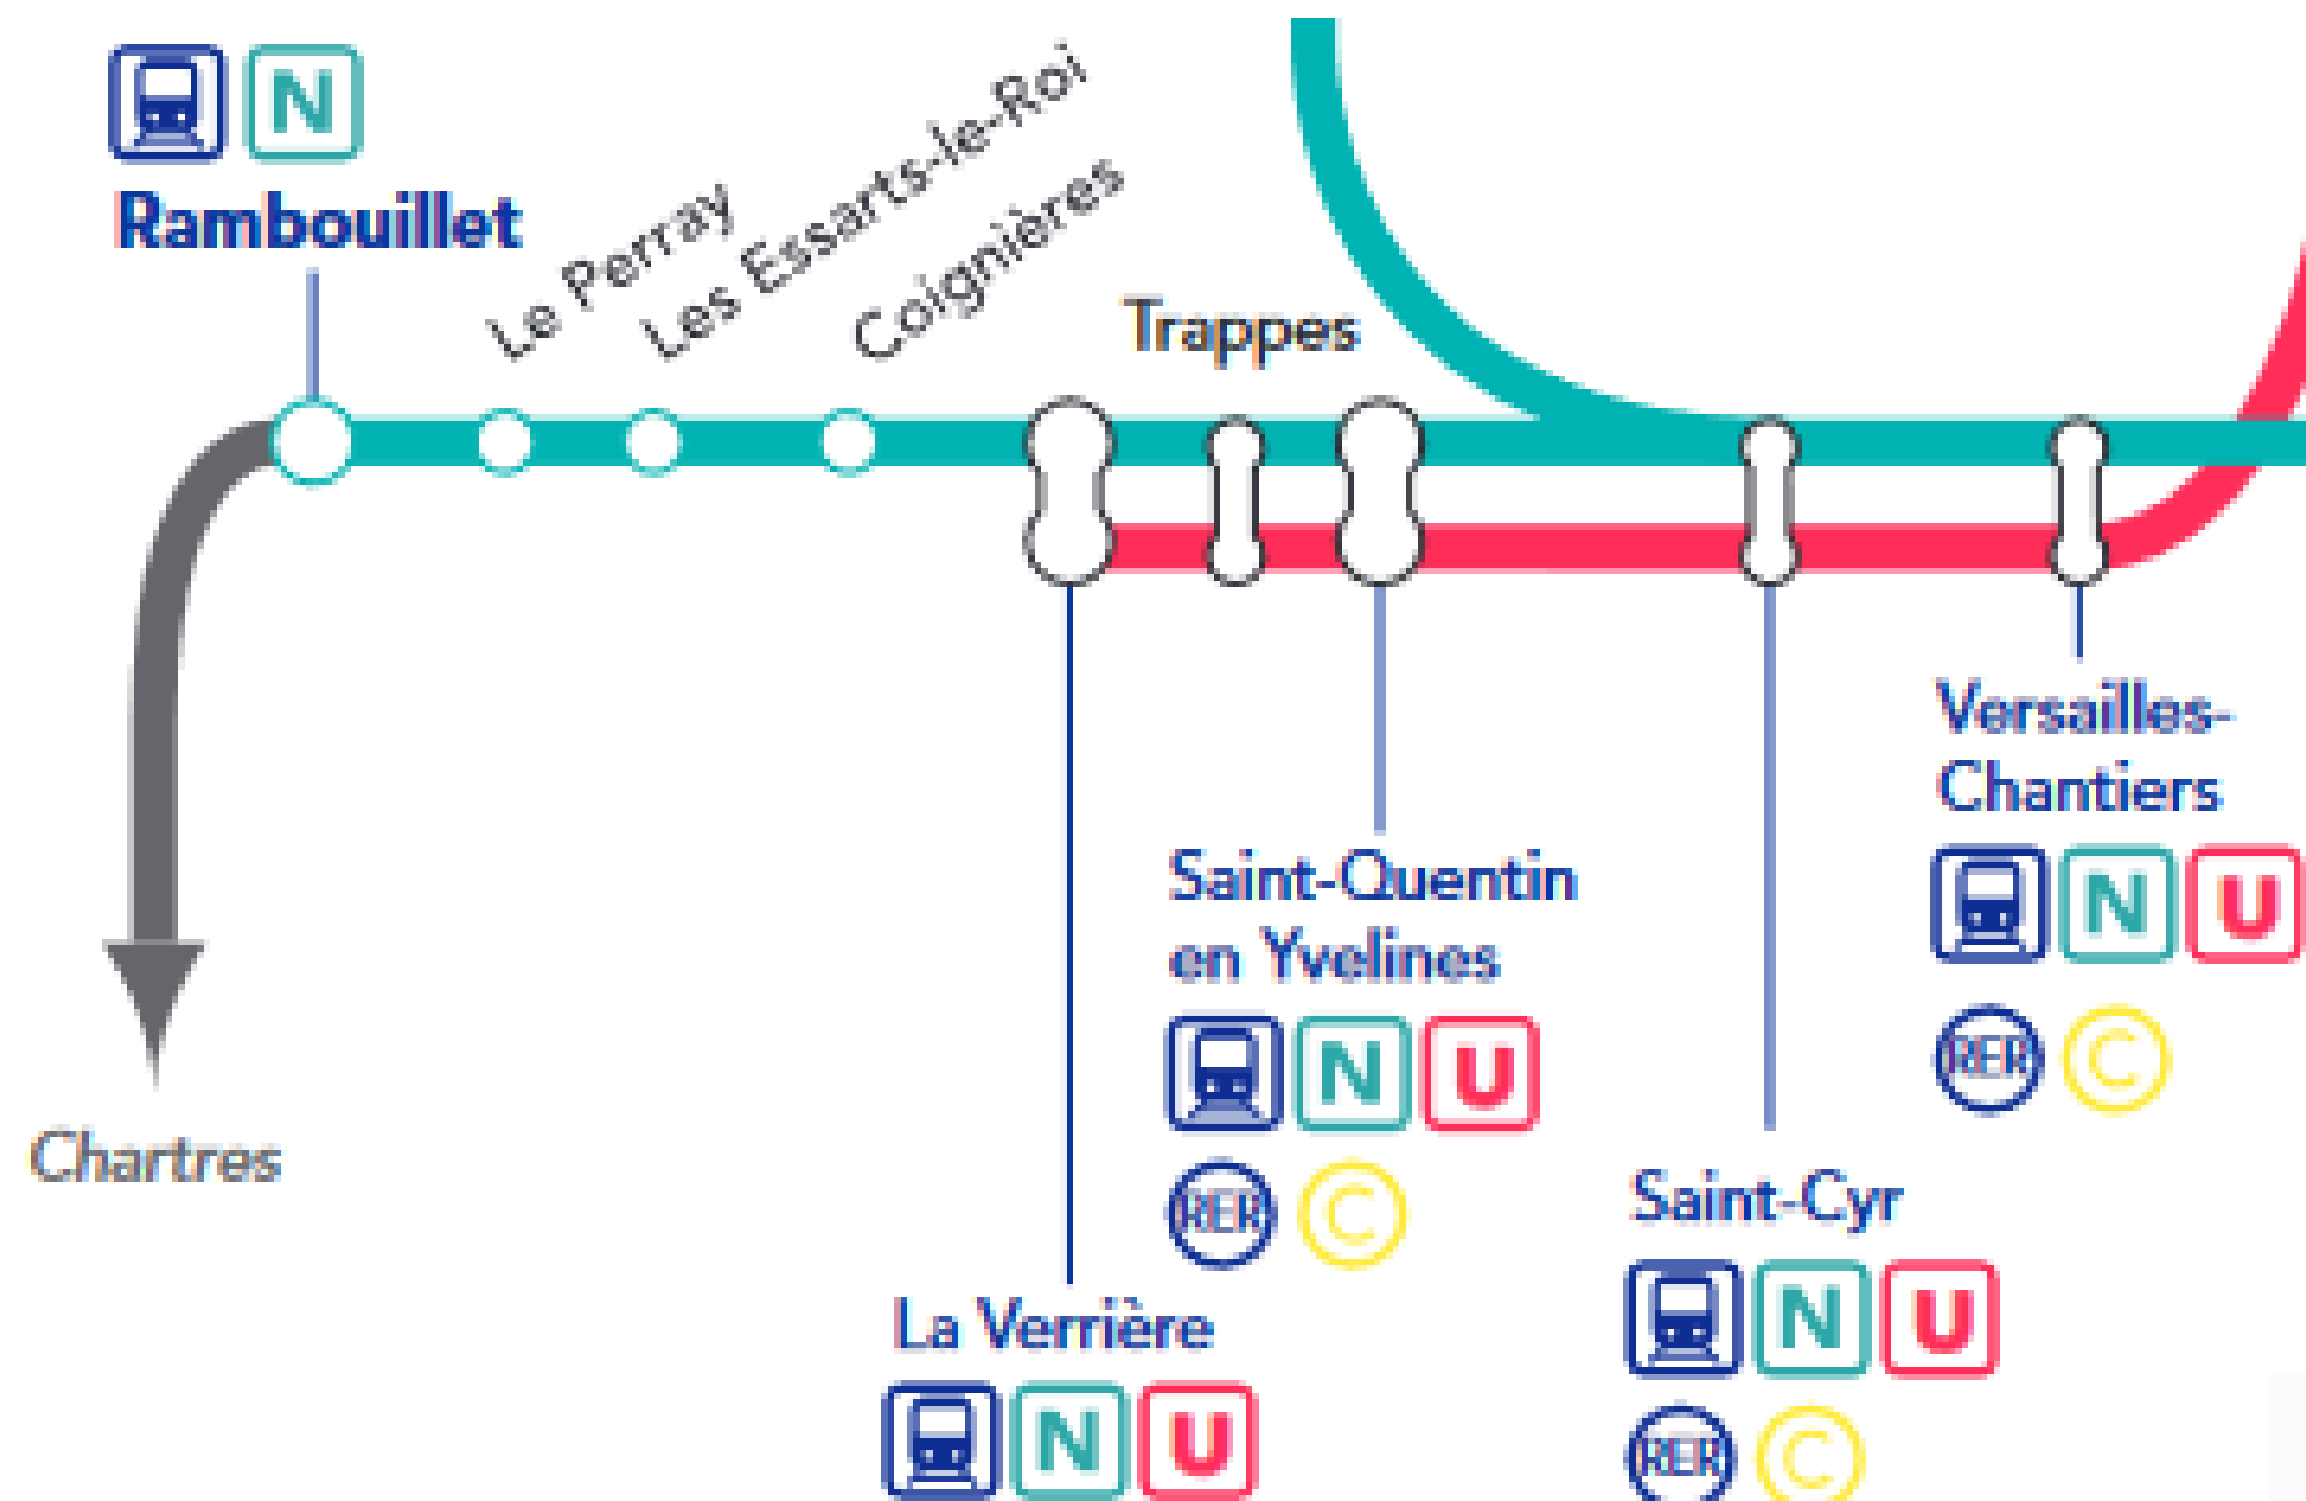 N
Rambouillet
Le Perray
Les Essarts-le-Roi
Coignières
Trappes
Versailles-
Chantiers
N U
RER C
Saint-Quentin
en Yvelines
N U
RER C
Saint-Cyr
N U
RER C
La Verrière
N U
Chartres